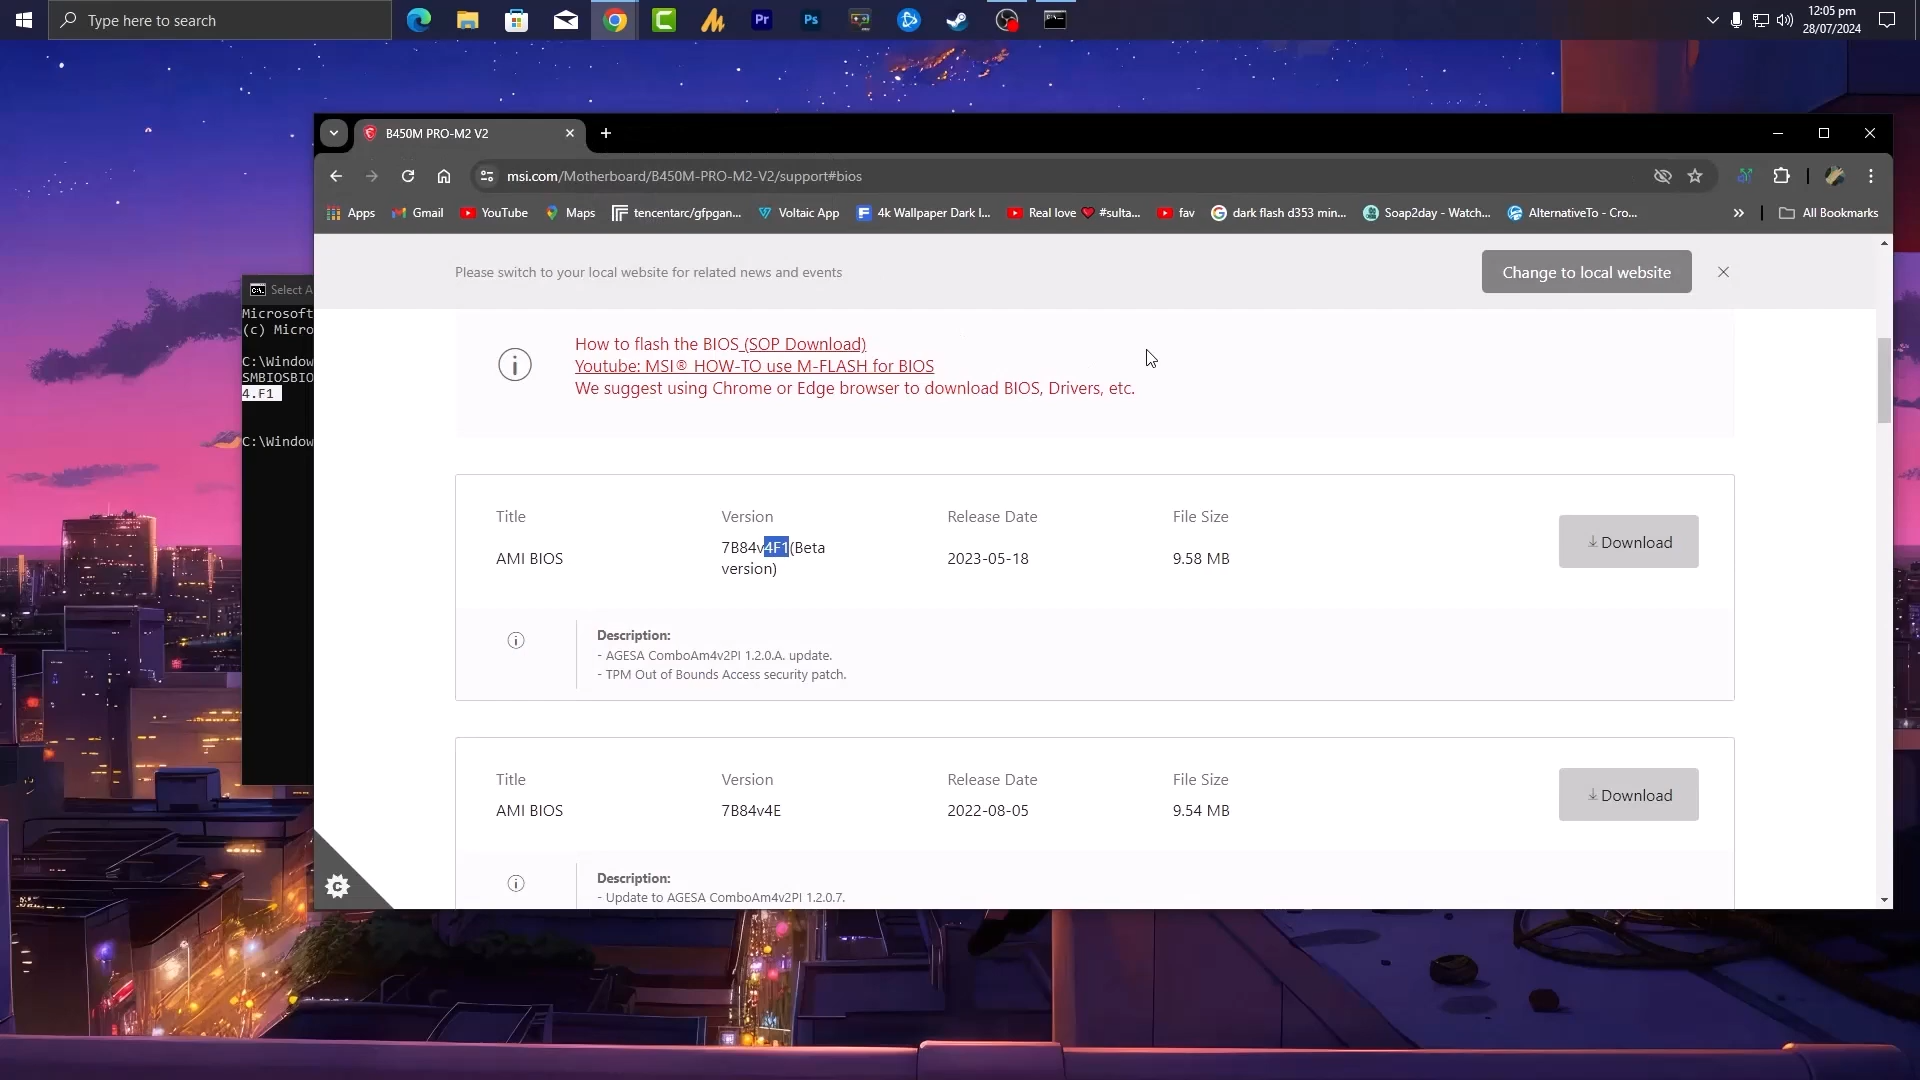 Type here to search
Pr
Ps
12:05 pm
28/07/2024
B450M PRO-M2 V2
msi.com/Motherboard/B450M-PRO-M2-V2/support#bios
Apps
Gmail
YouTube
Maps
tencentarc/gfpgan...
Voltaic App
4k Wallpaper Dark I...
Real love ❤ #sulta...
fav
dark flash d353 min...
Soap2day - Watch...
AlternativeTo - Cro...
»
All Bookmarks
Please switch to your local website for related news and events
Change to local website
Select A
Microsoft
(c) Micro
C:\Window
SMBIOSBIO
4.F1
C:\Window
How to flash the BIOS (SOP Download)
Youtube: MSI® HOW-TO use M-FLASH for BIOS
We suggest using Chrome or Edge browser to download BIOS, Drivers, etc.
Title
Version
Release Date
File Size
AMI BIOS
7B84v4F1(Beta
version)
2023-05-18
9.58 MB
Download
Description:
- AGESA ComboAm4v2PI 1.2.0.A. update.
- TPM Out of Bounds Access security patch.
Title
Version
Release Date
File Size
AMI BIOS
7B84v4E
2022-08-05
9.54 MB
Download
Description:
- Update to AGESA ComboAm4v2PI 1.2.0.7.